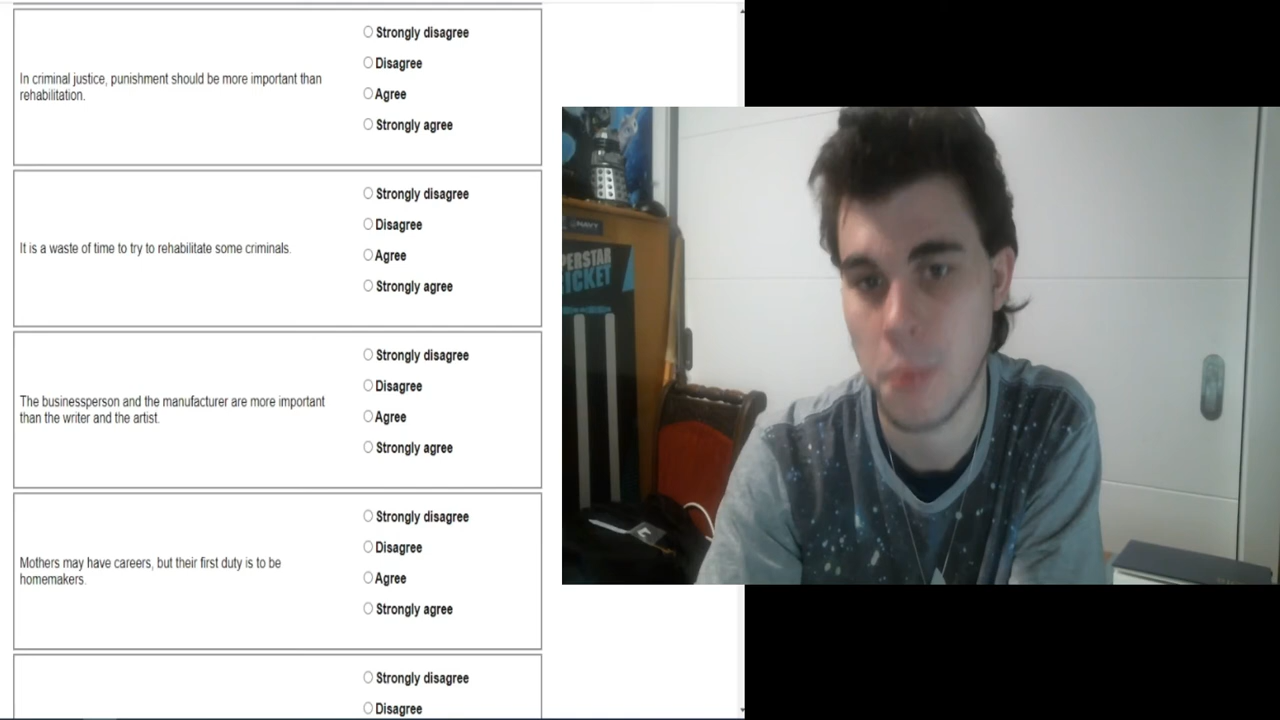 Strongly disagree
Disagree
In criminal justice, punishment should be more important than
rehabilitation.
Agree
Strongly agree
Strongly disagree
Disagree
It is a waste of time to try to rehabilitate some criminals.
Agree
Strongly agree
Strongly disagree
Disagree
The businessperson and the manufacturer are more important
than the writer and the artist.
Agree
Strongly agree
Strongly disagree
Disagree
Mothers may have careers, but their first duty is to be
homemakers.
Agree
Strongly agree
Strongly disagree
Disagree
NAVY
PERSTAR
ICKET